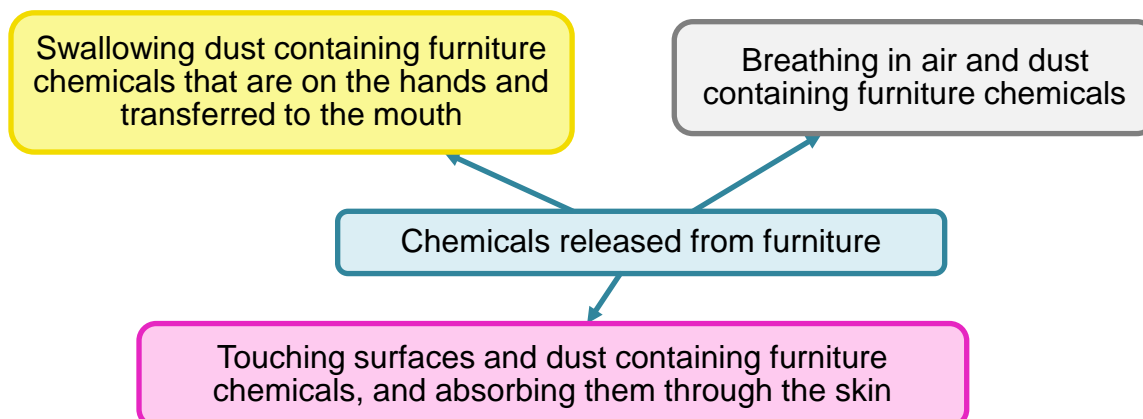 Swallowing dust containing furniture
chemicals that are on the hands and
transferred to the mouth
Breathing in air and dust
containing furniture chemicals
Chemicals released from furniture
Touching surfaces and dust containing furniture
chemicals, and absorbing them through the skin